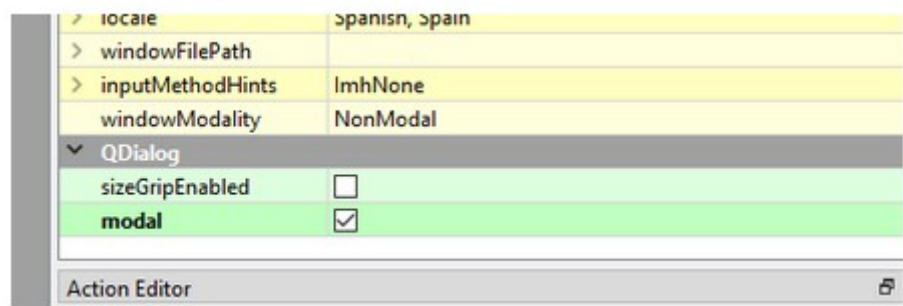 locale Spanish, Spain
windowFilePath
inputMethodHints ImhNone
windowModality NonModal
QDialog
sizeGripEnabled
modal
Action Editor